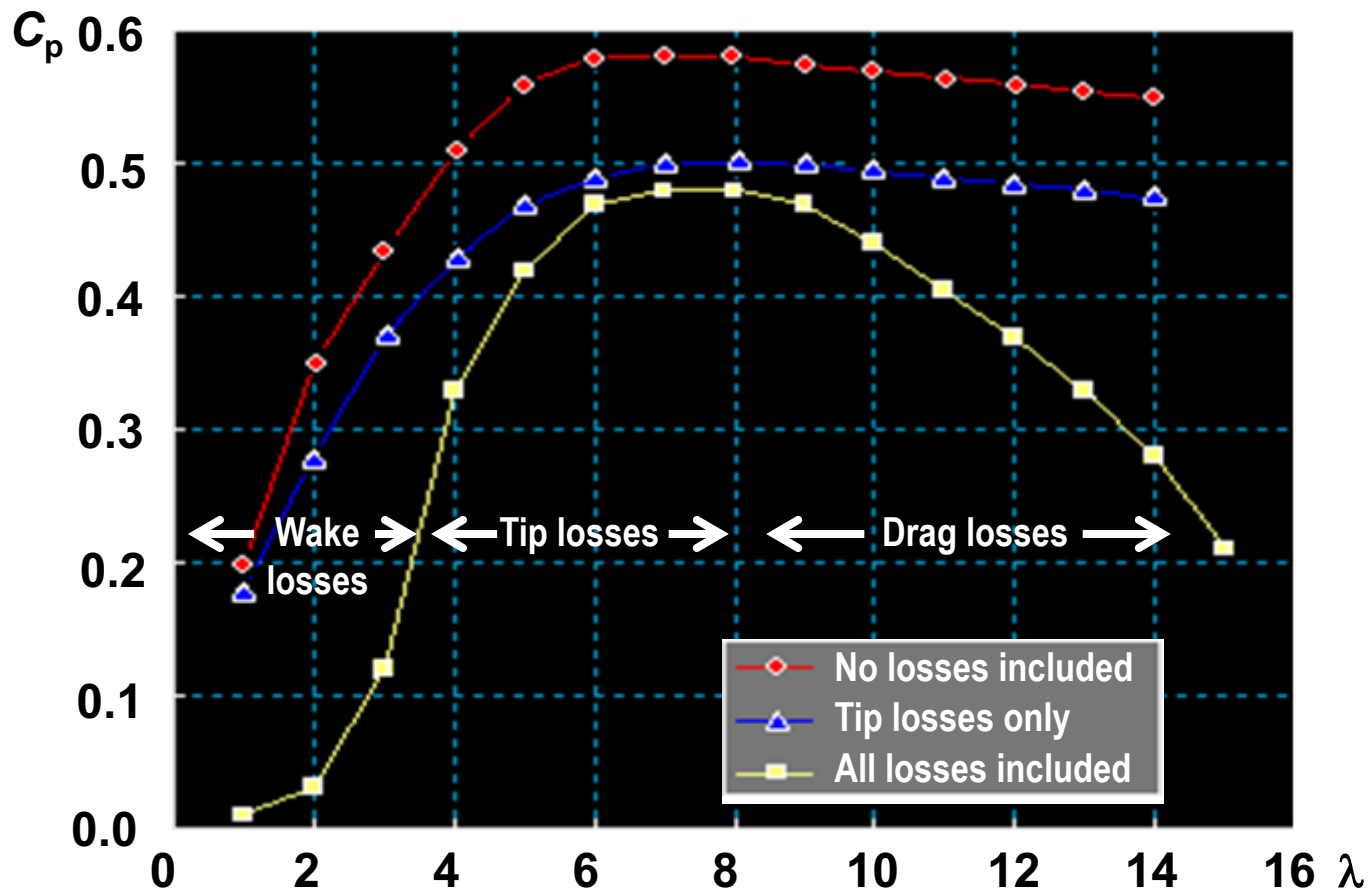 Cp 0.6
0.5
0.4
0.3
0.2
0.1
0.0
Wake
losses
Tip losses
Drag losses
No losses included
Tip losses only
All losses included
0 2 4 6 8 10 12 14 16 λ